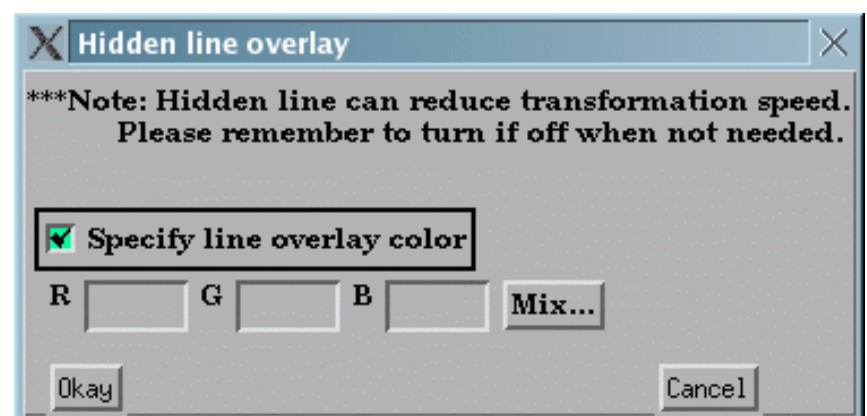 Hidden line overlay
***Note: Hidden line can reduce transformation speed.
Please remember to turn if off when not needed.
Specify line overlay color
R G B Mix...
Okay Cancel